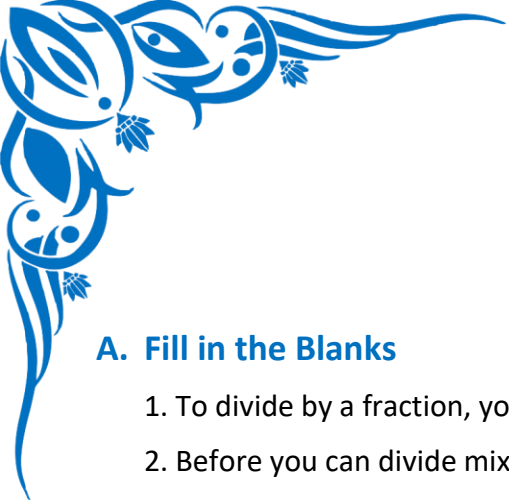 A. Fill in the Blanks
1. To divide by a fraction, yo
2. Before you can divide mix